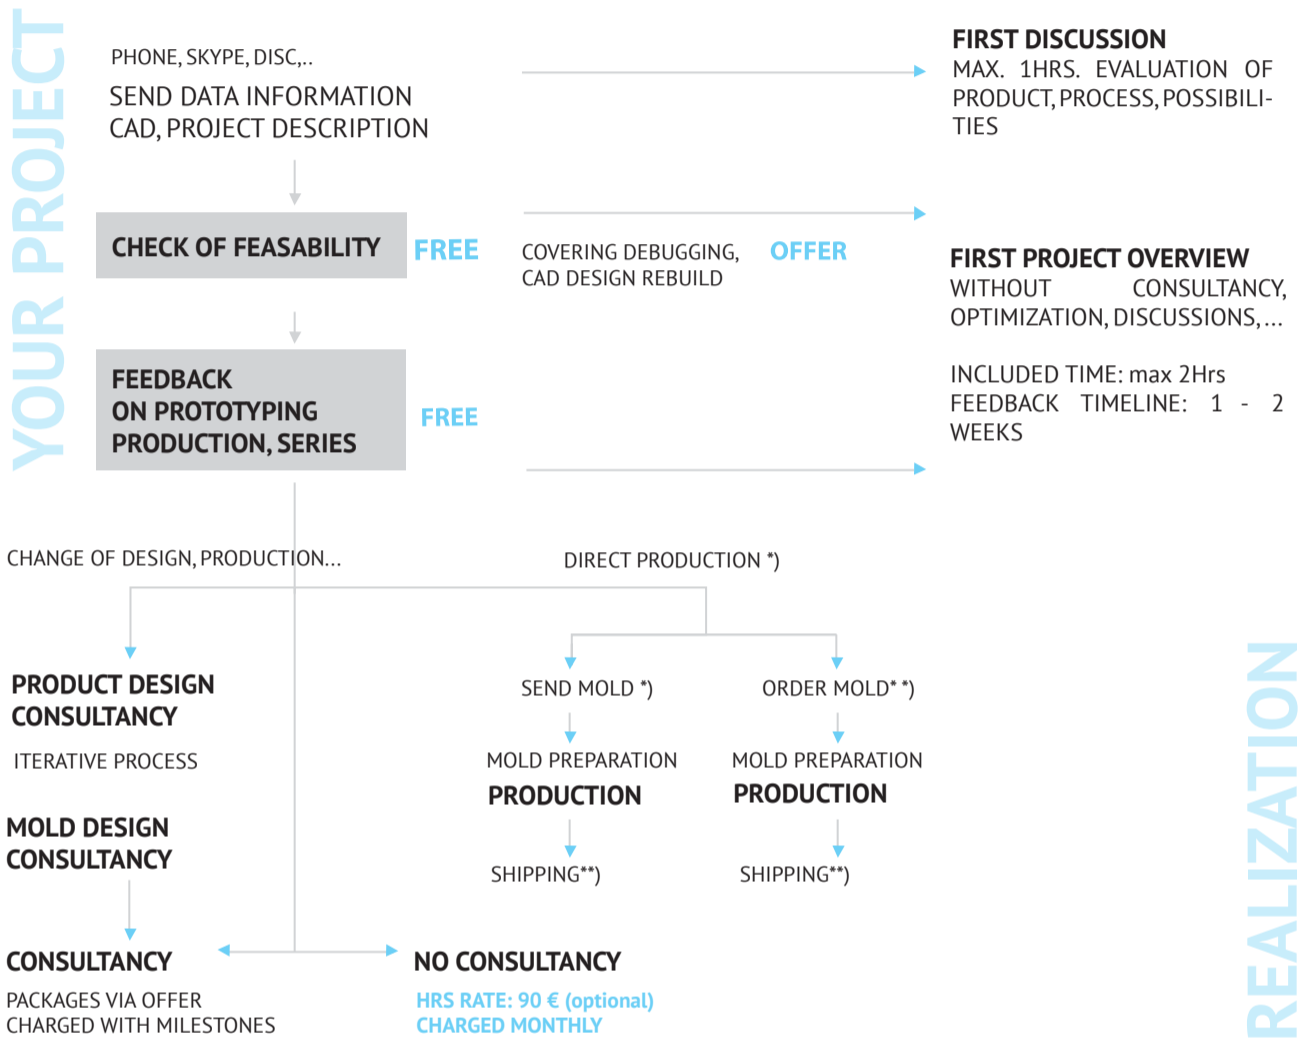 YOUR PROJECT
PHONE, SKYPE, DISC,..
SEND DATA INFORMATION
CAD, PROJECT DESCRIPTION
FIRST DISCUSSION
MAX. 1HRS. EVALUATION OF
PRODUCT, PROCESS, POSSIBILI-
TIES
CHECK OF FEASABILITY
FREE
COVERING DEBUGGING,
CAD DESIGN REBUILD
OFFER
FIRST PROJECT OVERVIEW
WITHOUT CONSULTANCY,
OPTIMIZATION, DISCUSSIONS, ...
INCLUDED TIME: max 2Hrs
FEEDBACK TIMELINE: 1 - 2
WEEKS
FEEDBACK
ON PROTOTYPING
PRODUCTION, SERIES
FREE
CHANGE OF DESIGN, PRODUCTION...
DIRECT PRODUCTION *)
PRODUCT DESIGN
CONSULTANCY
ITERATIVE PROCESS
MOLD DESIGN
CONSULTANCY
SEND MOLD *)
MOLD PREPARATION
PRODUCTION
SHIPPING**)
ORDER MOLD* *)
MOLD PREPARATION
PRODUCTION
SHIPPING**)
CONSULTANCY
PACKAGES VIA OFFER
CHARGED WITH MILESTONES
NO CONSULTANCY
HRS RATE: 90 € (optional)
CHARGED MONTHLY
REALIZATION